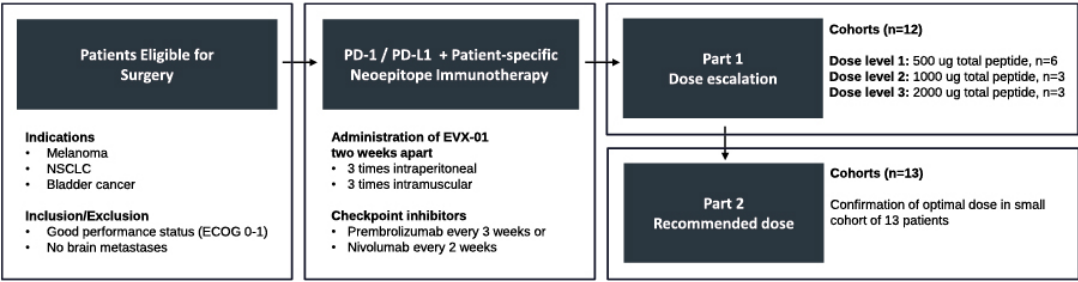 Patients Eligible for
Surgery
Indications
• Melanoma
• NSCLC
• Bladder cancer
Inclusion/Exclusion
• Good performance status (ECOG 0-1)
• No brain metastases
PD-1 / PD-L1 + Patient-specific
Neoepitope Immunotherapy
Administration of EVX-01
two weeks apart
• 3 times intraperitoneal
• 3 times intramuscular
Checkpoint inhibitors
• Prembrolizumab every 3 weeks or
• Nivolumab every 2 weeks
Part 1
Dose escalation
Cohorts (n=12)
Dose level 1: 500 ug total peptide, n=6
Dose level 2: 1000 ug total peptide, n=3
Dose level 3: 2000 ug total peptide, n=3
Part 2
Recommended dose
Cohorts (n=13)
Confirmation of optimal dose in small
cohort of 13 patients